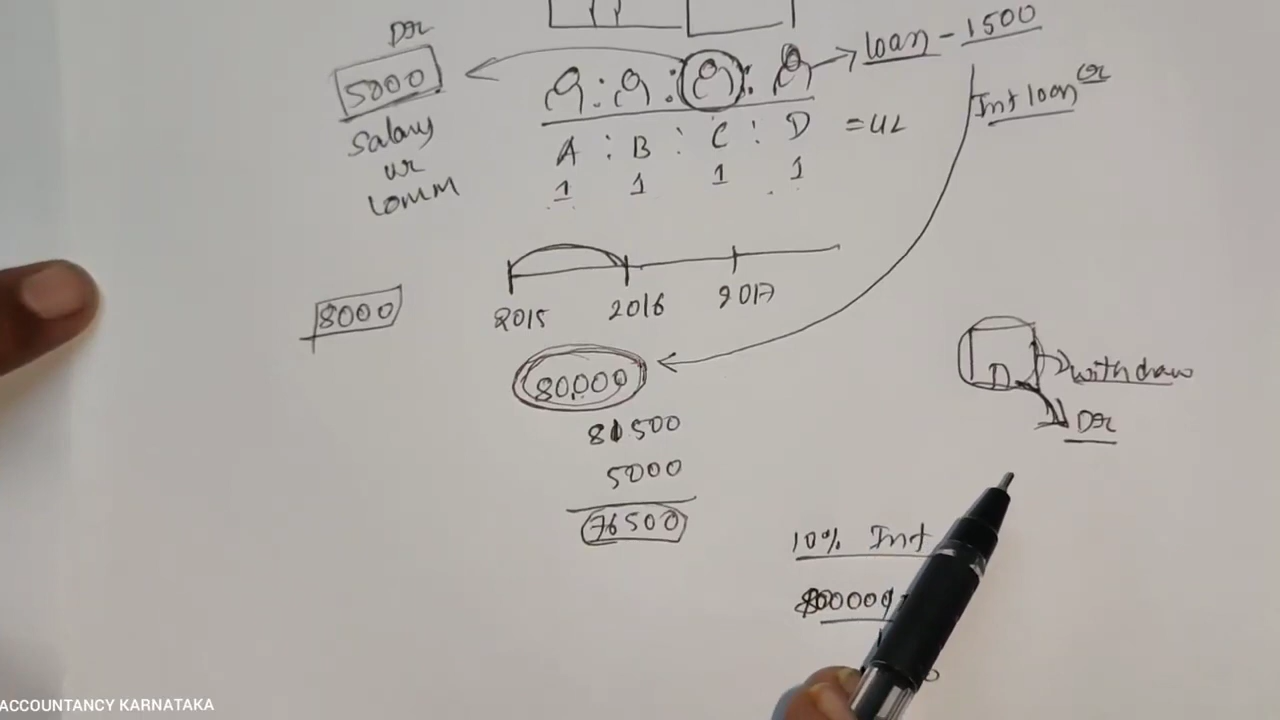 Dr
5000
Salary
or
comm
loan - 1500
Int loan Cr
A : B : C : D = 4L
1 1 1 1
8000
2015 2016 2017
80,000
81500
5000
76500
D withdraw
Dr
10% Int
ACCOUNTANCY KARNATAKA